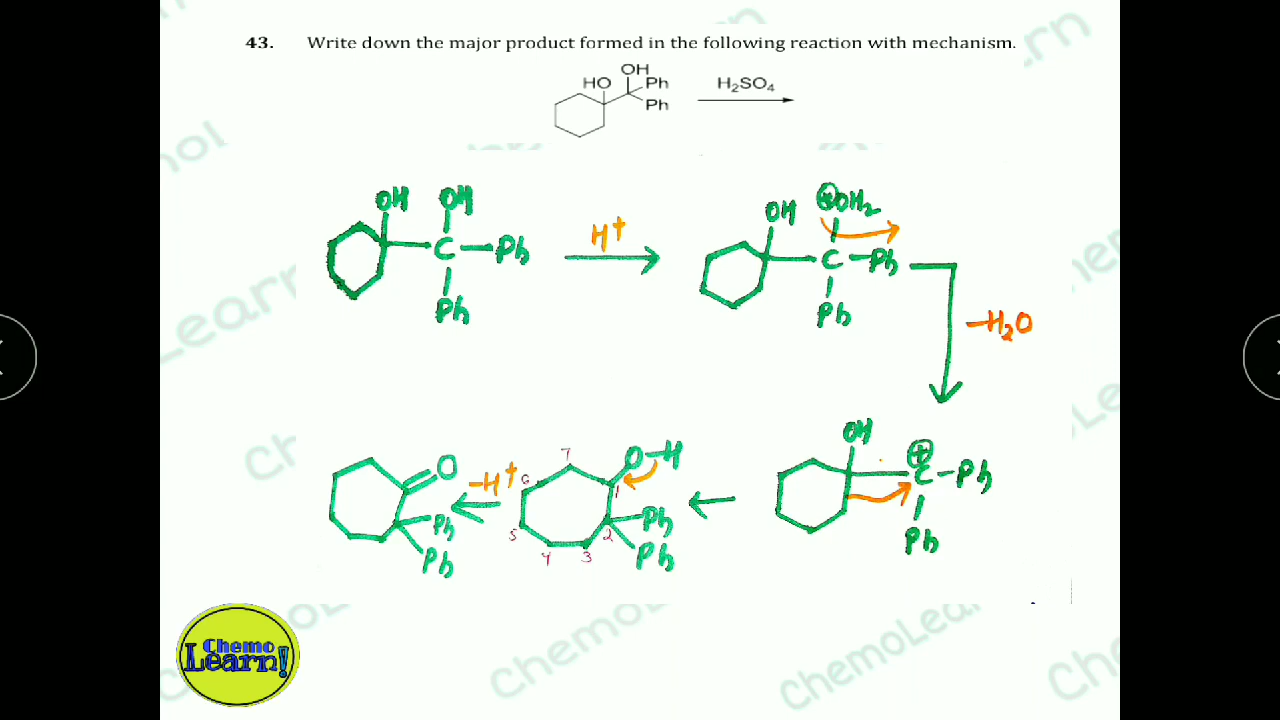 43. Write down the major product formed in the following reaction with mechanism.
OH
HO Ph
Ph
H₂SO₄
OH OH
C Ph
Ph
H⁺
OH ⊕OH₂
C Ph
Ph
-H₂O
OH ⊕
C Ph
Ph
O-H
7
6
1
5
2
4
3
Ph
Ph
-H⁺
O
Ph
Ph
Chemo
Learn!
ChemoLearn